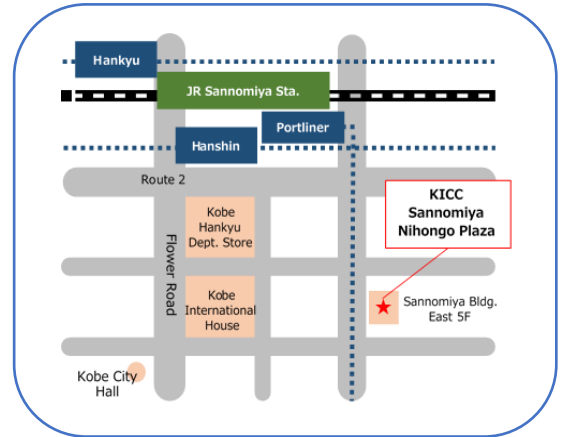 Hankyu
JR Sannomiya Sta.
Portliner
Hanshin
Route 2
KICC
Sannomiya
Nihongo Plaza
Kobe
Hankyu
Dept. Store
Flower Road
Kobe
International
House
Sannomiya Bldg.
East 5F
Kobe City
Hall